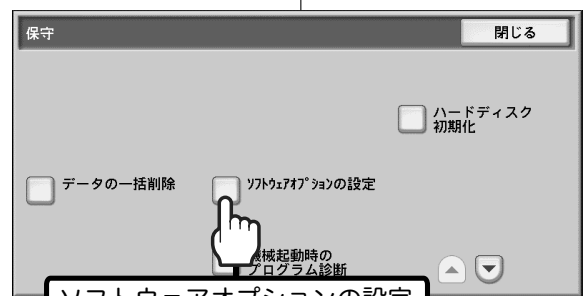 保守
閉じる
ハードディスク
初期化
データの一括削除
ｿﾌﾄｳｪｱｵﾌﾟｼｮﾝの設定
機械起動時の
プログラム診断
ソフトウェアオプションの設定